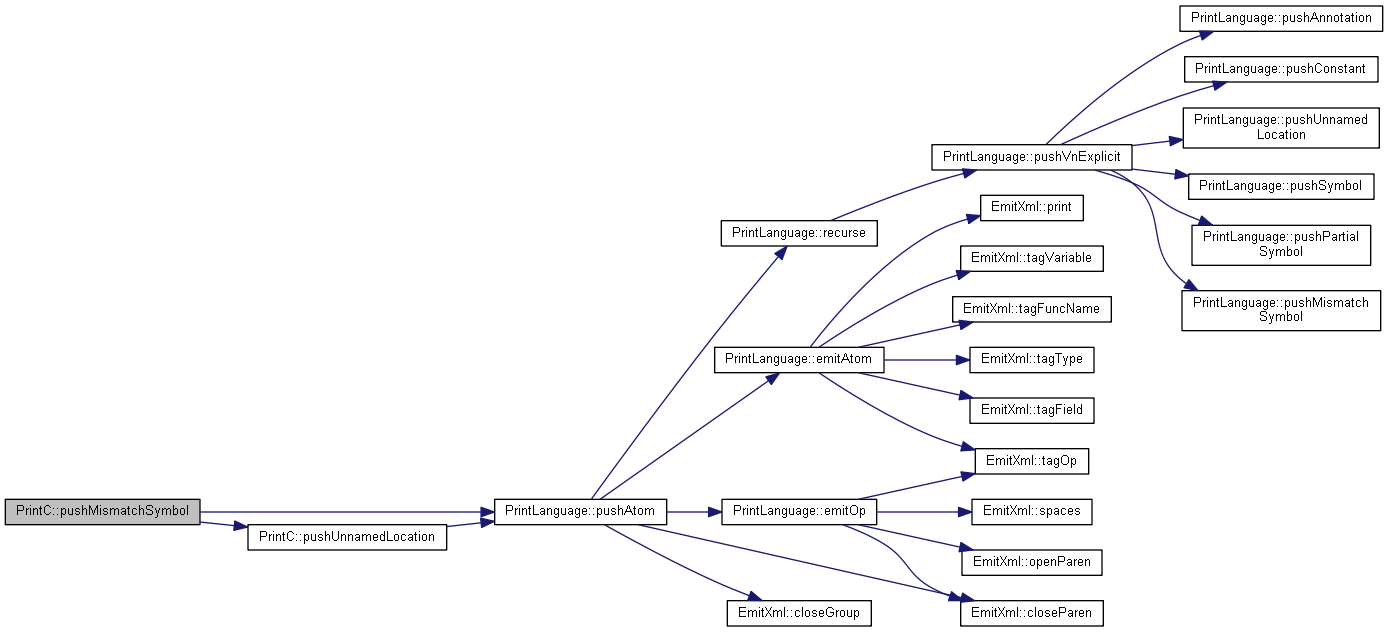 PrintLanguage::pushAnnotation
PrintLanguage::pushConstant
PrintLanguage::pushUnnamed
Location
PrintLanguage::pushVnExplicit
PrintLanguage::pushSymbol
EmitXml::print
PrintLanguage::recurse
PrintLanguage::pushPartial
Symbol
EmitXml::tagVariable
PrintLanguage::pushMismatch
Symbol
EmitXml::tagFuncName
PrintLanguage::emitAtom
EmitXml::tagType
EmitXml::tagField
EmitXml::tagOp
PrintC::pushMismatchSymbol
PrintLanguage::pushAtom
PrintLanguage::emitOp
EmitXml::spaces
PrintC::pushUnnamedLocation
EmitXml::openParen
EmitXml::closeGroup
EmitXml::closeParen